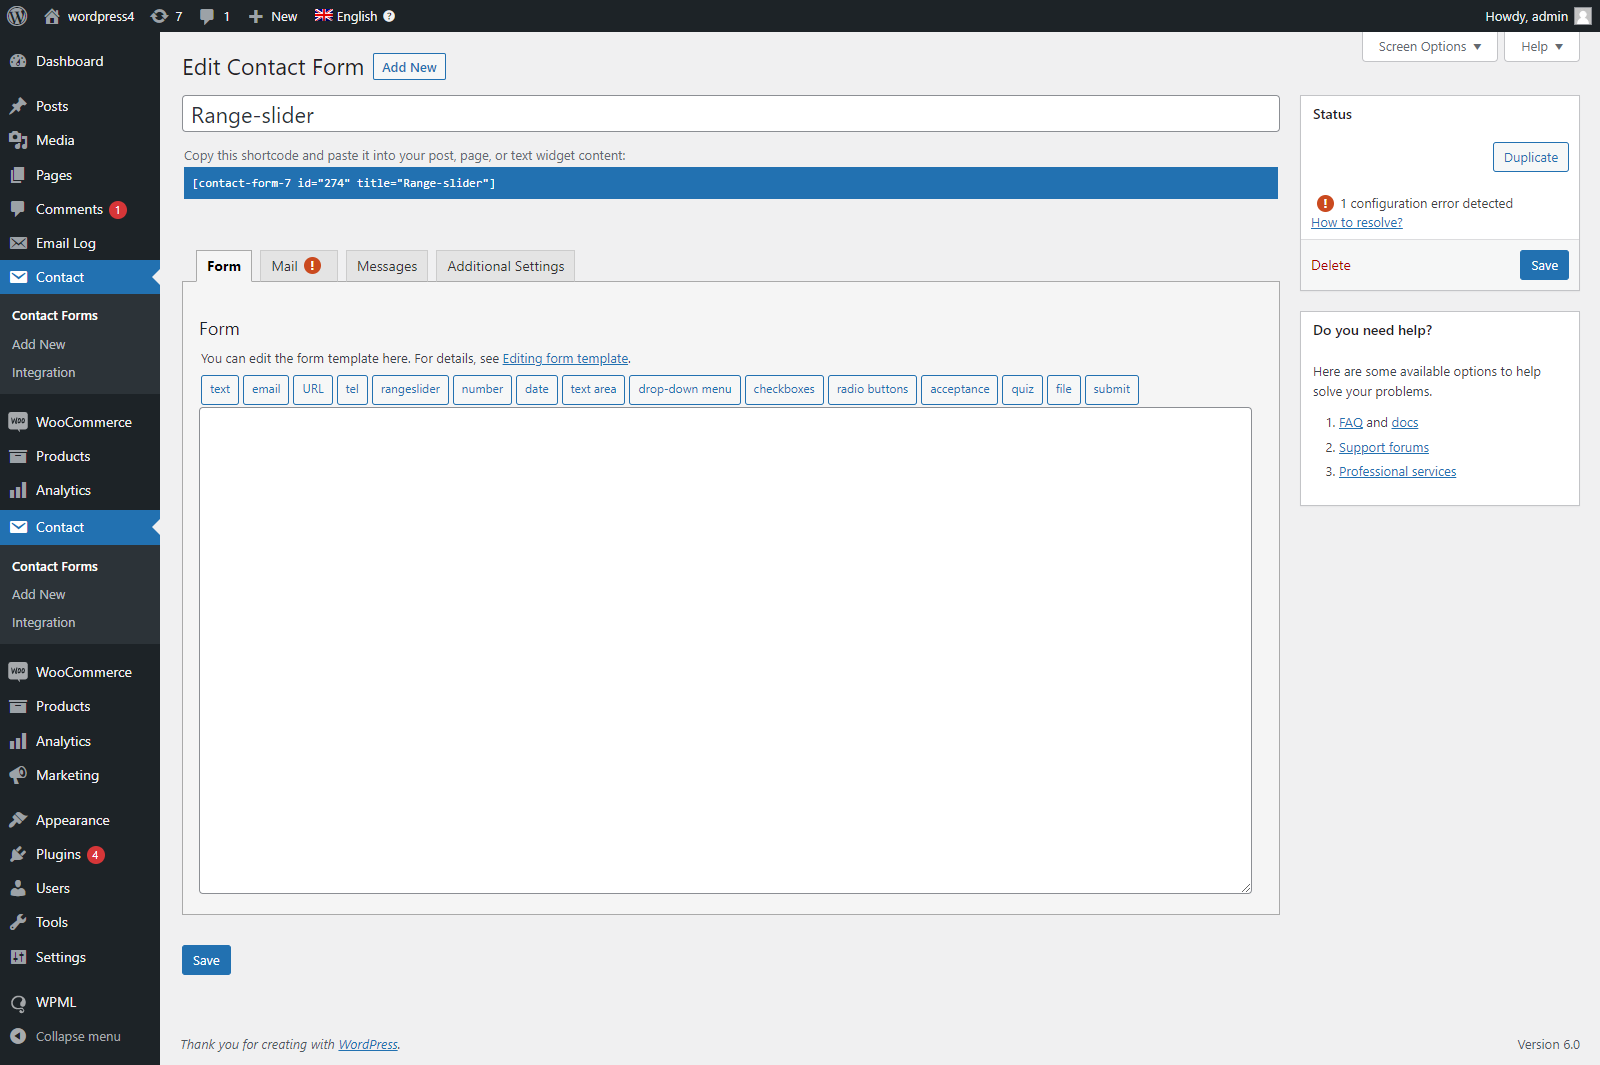 wordpress4 7 1 New English Howdy, admin
Dashboard
Posts
Media
Pages
Comments 1
Email Log
Contact
Contact Forms
Add New
Integration
WooCommerce
Products
Analytics
Contact
Contact Forms
Add New
Integration
WooCommerce
Products
Analytics
Marketing
Appearance
Plugins 4
Users
Tools
Settings
WPML
Collapse menu
Screen Options Help
Edit Contact Form Add New
Range-slider
Copy this shortcode and paste it into your post, page, or text widget content:
[contact-form-7 id="274" title="Range-slider"]
Form Mail ! Messages Additional Settings
Form
You can edit the form template here. For details, see Editing form template.
text email URL tel rangeslider number date text area drop-down menu checkboxes radio buttons acceptance quiz file submit
Save
Status
Duplicate
! 1 configuration error detected
How to resolve?
Delete Save
Do you need help?
Here are some available options to help
solve your problems.
1. FAQ and docs
2. Support forums
3. Professional services
Thank you for creating with WordPress. Version 6.0